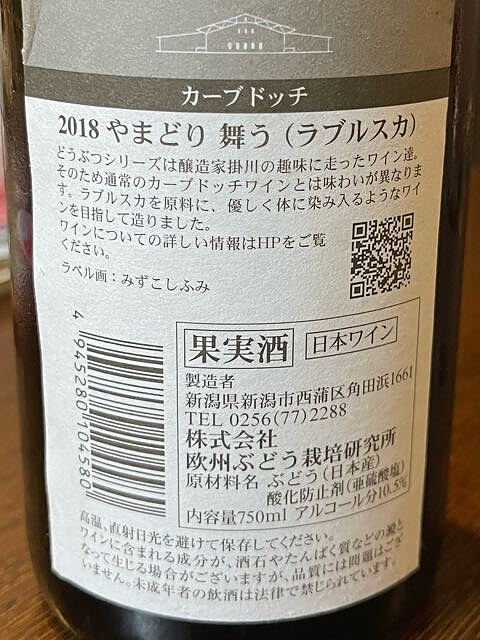 カーブドッチ
2018 やまどり 舞う（ラブルスカ）
どうぶつシリーズは醸造家掛川の趣味に走ったワイン達。
そのため通常のカーブドッチワインとは味わいが異なりま
す。ラブルスカを原料に、優しく体に染み入るようなワイ
ンを目指して造りました。
ワインについての詳しい情報はHPをご覧
ください。
ラベル画：みずこしふみ
4945280104580
果実酒 日本ワイン
製造者
新潟県新潟市西蒲区角田浜1661
TEL 0256(77)2288
株式会社
欧州ぶどう栽培研究所
原材料名 ぶどう（日本産）
酸化防止剤（亜硫酸塩）
内容量750ml アルコール分10.5%
高温、直射日光を避けて保存してください。
ワインに含まれる成分が、酒石やたんぱく質などの澱と
なって生じる場合がございますが、品質には問題はござ
いません。未成年者の飲酒は法律で禁じられています。